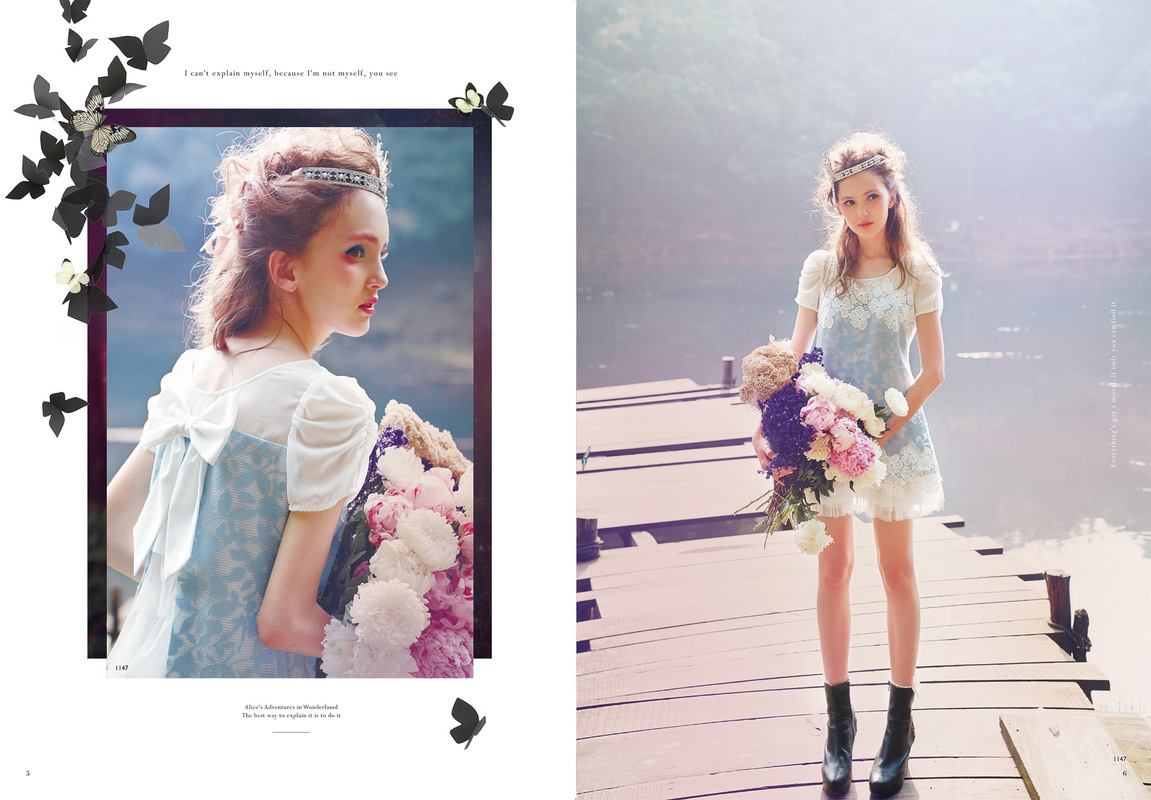 I can't explain myself, because I'm not myself, you see
1147
Alice's Adventures in Wonderland
The best way to explain it is to do it
5
Everything's got a moral, if only you can find it.
1147
6